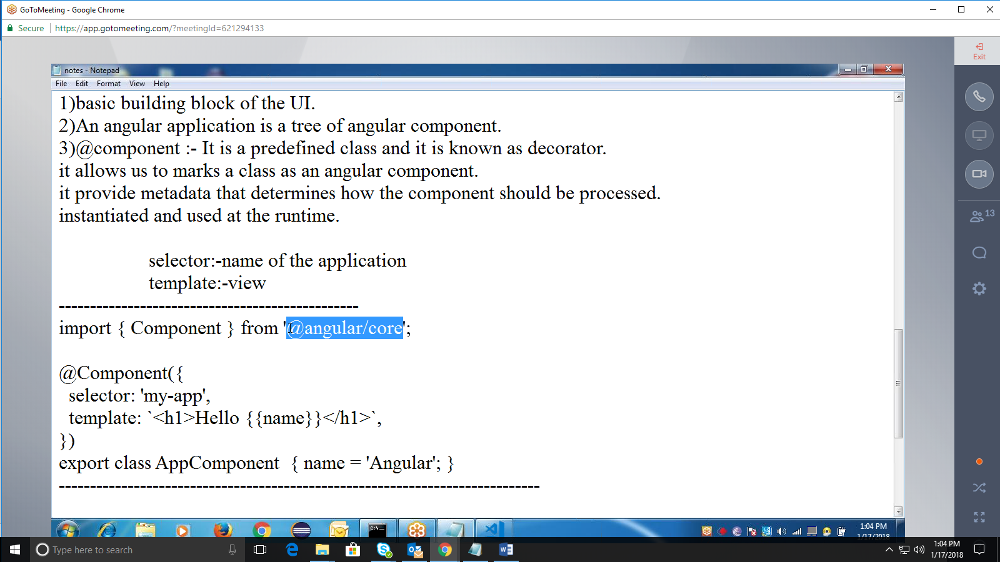 GoToMeeting - Google Chrome
Secure | https://app.gotomeeting.com/?meetingId=621294133
Exit
notes - Notepad
File Edit Format View Help
1)basic building block of the UI.
2)An angular application is a tree of angular component.
3)@component :- It is a predefined class and it is known as decorator.
it allows us to marks a class as an angular component.
it provide metadata that determines how the component should be processed.
instantiated and used at the runtime.
13
selector:-name of the application
template:-view
------------------------------------------------
import { Component } from '@angular/core';
@Component({
selector: 'my-app',
template: `<h1>Hello {{name}}</h1>`,
})
export class AppComponent  { name = 'Angular'; }
-----------------------------------------------------------------------------
C:\_
1:04 PM
1/17/2018
Type here to search
1:04 PM
1/17/2018